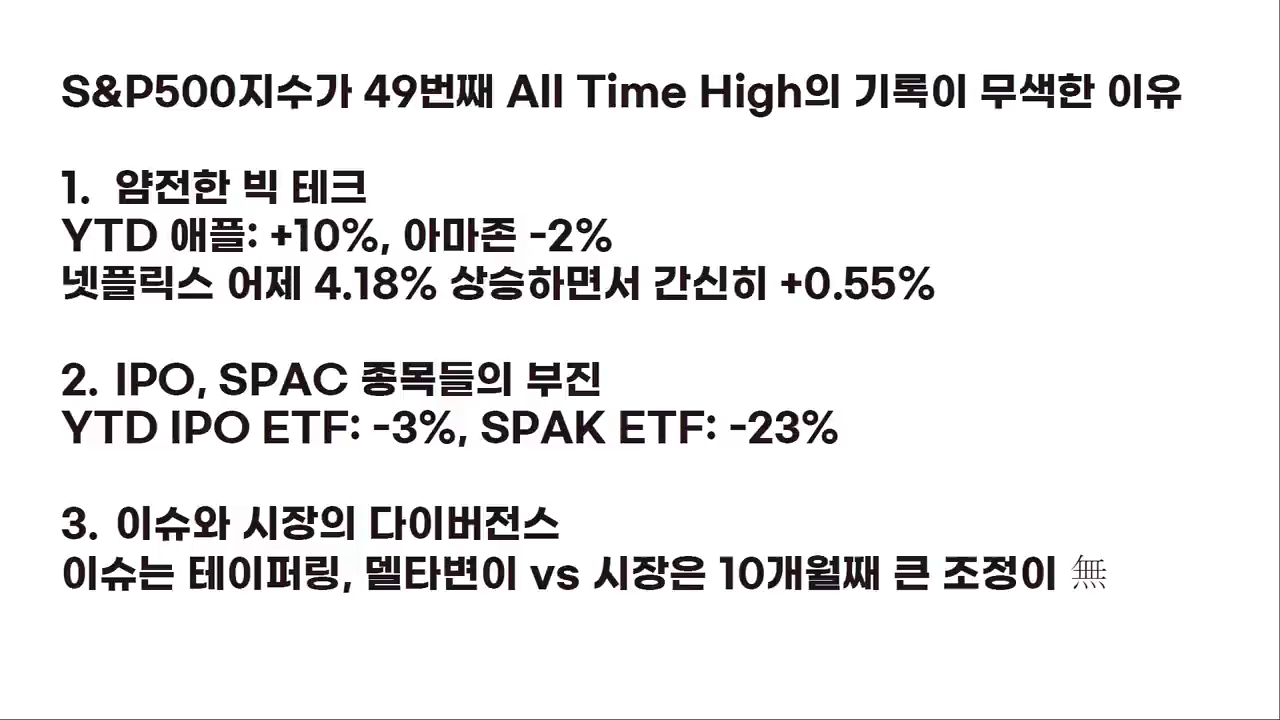 S&P500지수가 49번째 All Time High의 기록이 무색한 이유
1. 얌전한 빅 테크
YTD 애플: +10%, 아마존 -2%
넷플릭스 어제 4.18% 상승하면서 간신히 +0.55%
2. IPO, SPAC 종목들의 부진
YTD IPO ETF: -3%, SPAK ETF: -23%
3. 이슈와 시장의 다이버전스
이슈는 테이퍼링, 델타변이 vs 시장은 10개월째 큰 조정이 無